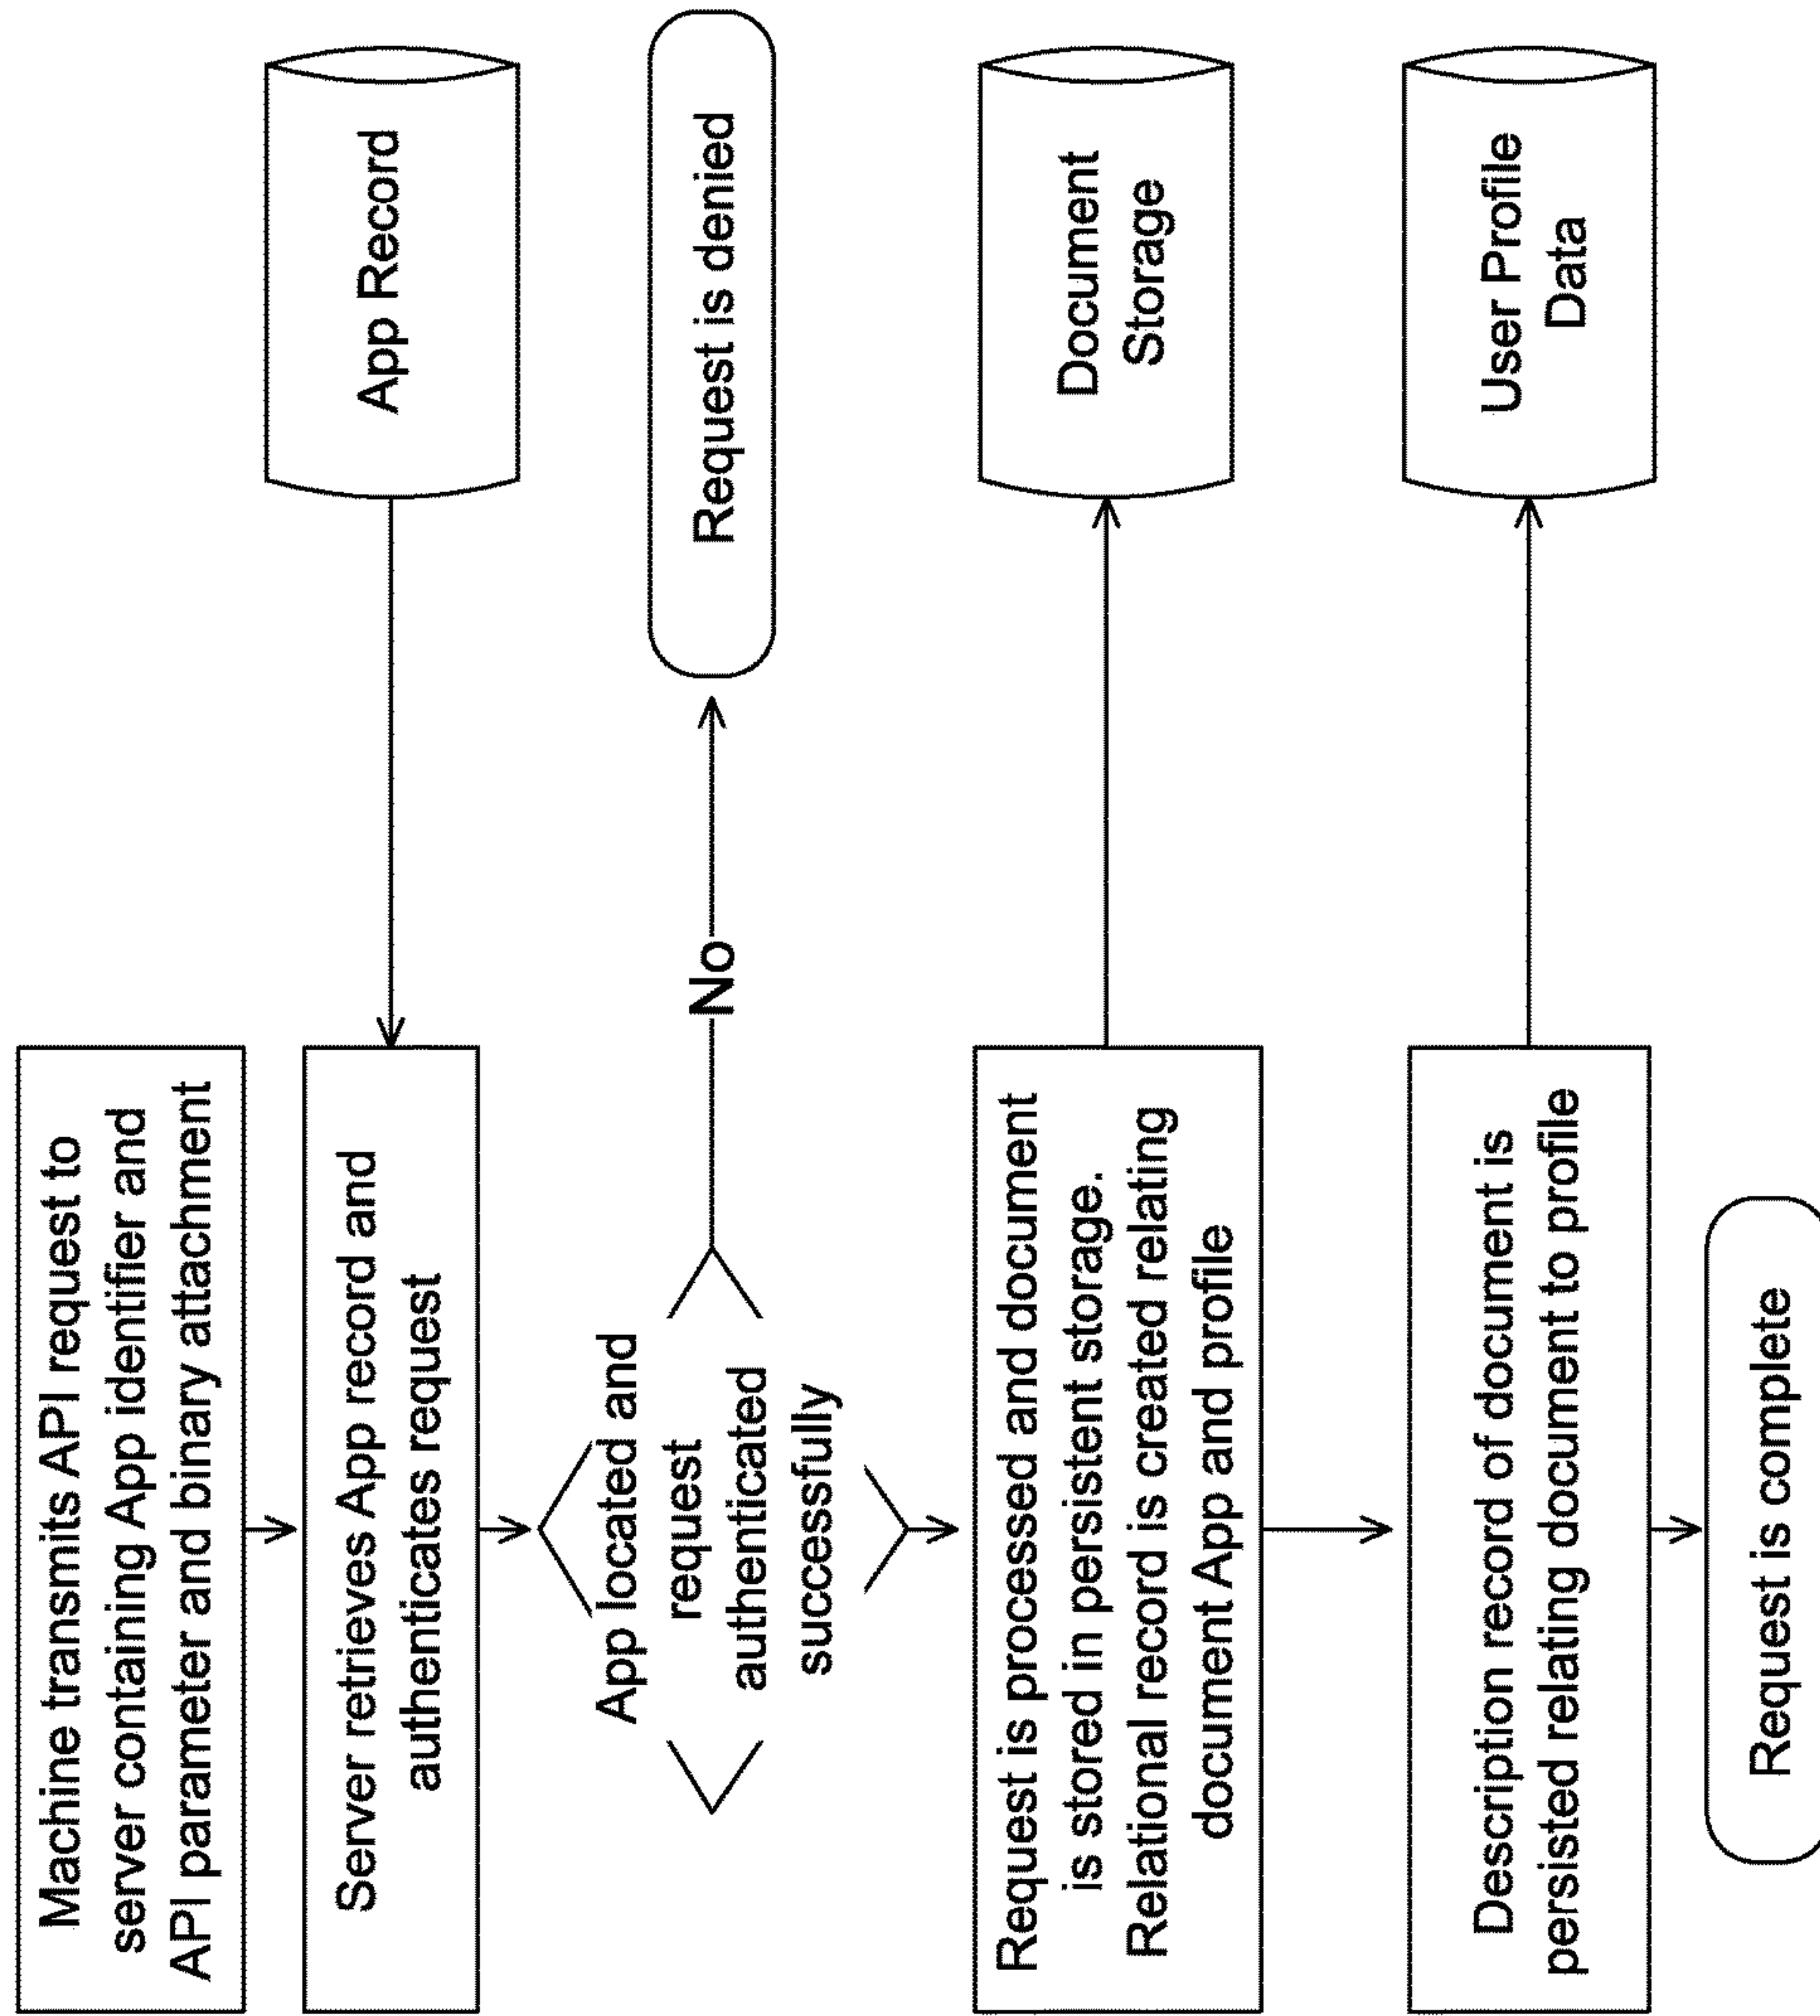 Machine transmits API request to
server containing App identifier and
API parameter and binary attachment
Server retrieves App record and
authenticates request
App Record
App located and
request
authenticated
successfully
No
Request is denied
Request is processed and document
is stored in persistent storage.
Relational record is created relating
document App and profile
Document
Storage
Description record of document is
persisted relating document to profile
User Profile
Data
Request is complete